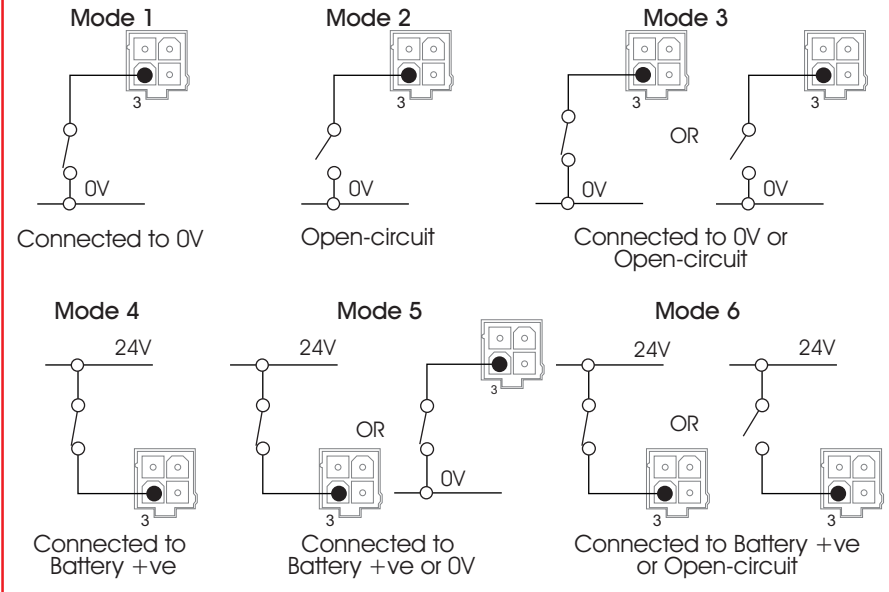 Mode 1
Mode 2
Mode 3
3
3
3
3
OR
0V
0V
0V
0V
Connected to 0V
Open-circuit
Connected to 0V or
Open-circuit
Mode 4
Mode 5
Mode 6
24V
24V
24V
24V
3
OR
OR
0V
3
3
3
3
Connected to
Battery +ve
Connected to
Battery +ve or 0V
Connected to Battery +ve
or Open-circuit